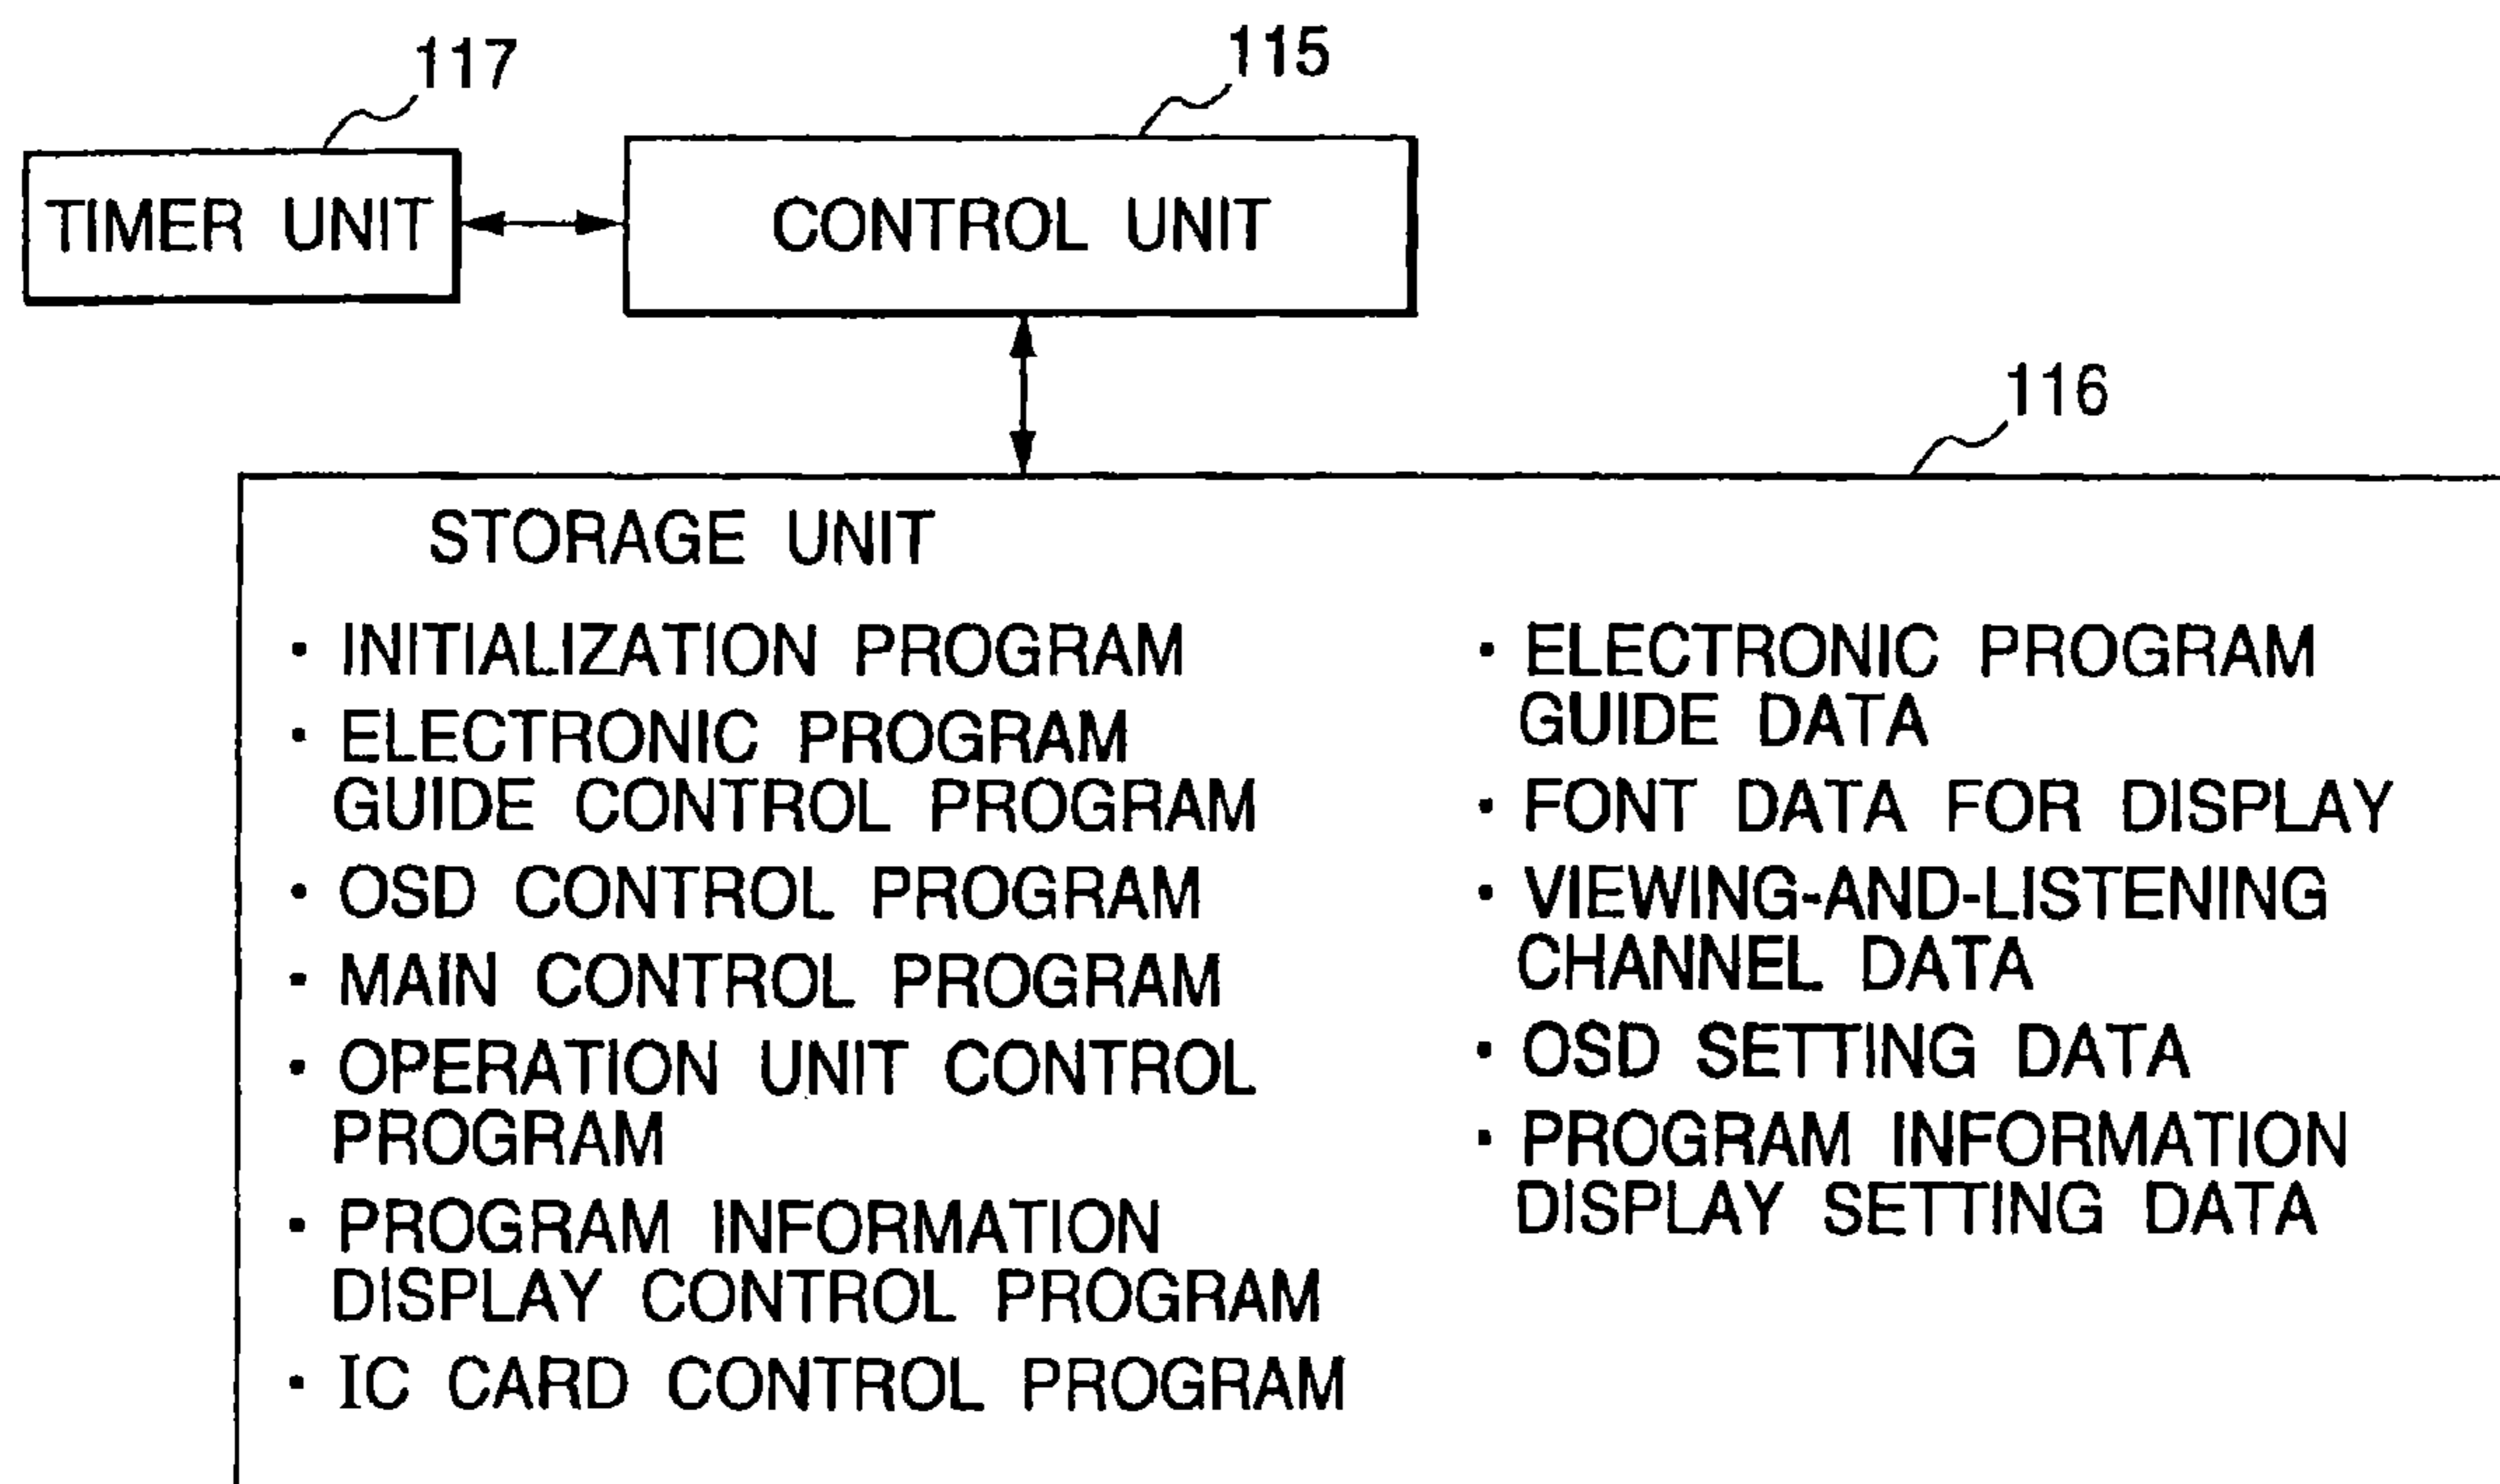 117
115
TIMER UNIT
CONTROL UNIT
116
STORAGE UNIT
• INITIALIZATION PROGRAM
• ELECTRONIC PROGRAM
GUIDE CONTROL PROGRAM
• OSD CONTROL PROGRAM
• MAIN CONTROL PROGRAM
• OPERATION UNIT CONTROL
PROGRAM
• PROGRAM INFORMATION
DISPLAY CONTROL PROGRAM
• IC CARD CONTROL PROGRAM
• ELECTRONIC PROGRAM
GUIDE DATA
• FONT DATA FOR DISPLAY
• VIEWING-AND-LISTENING
CHANNEL DATA
• OSD SETTING DATA
• PROGRAM INFORMATION
DISPLAY SETTING DATA